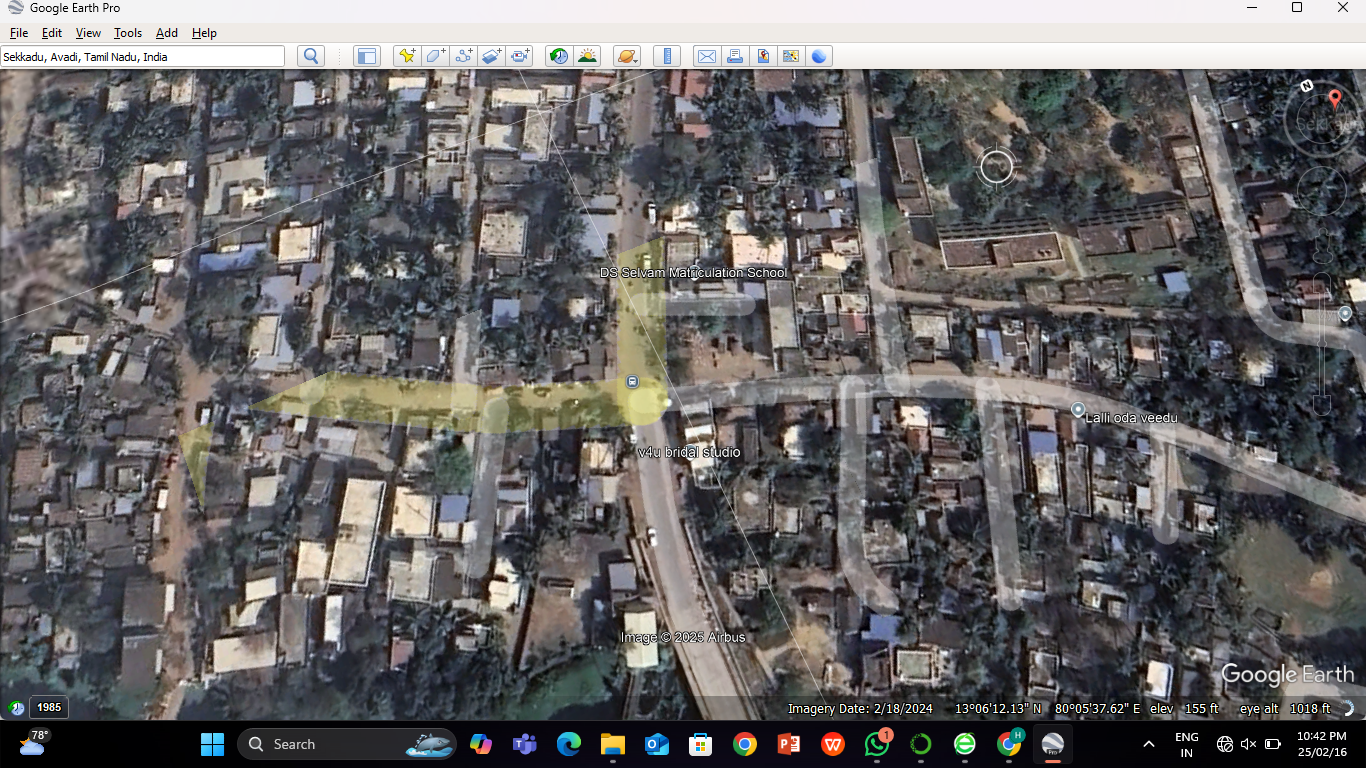 Google Earth Pro
File Edit View Tools Add Help
Sekkadu, Avadi, Tamil Nadu, India
N
DS Selvam Matriculation School
Lalli oda veedu
v4u bridal studio
Image © 2025 Airbus
Google Earth
1985
Imagery Date: 2/18/2024 13°06'12.13" N 80°05'37.62" E elev 155 ft eye alt 1018 ft
78°
Search
1
H
Pro
ENG
IN
10:42 PM
25/02/16